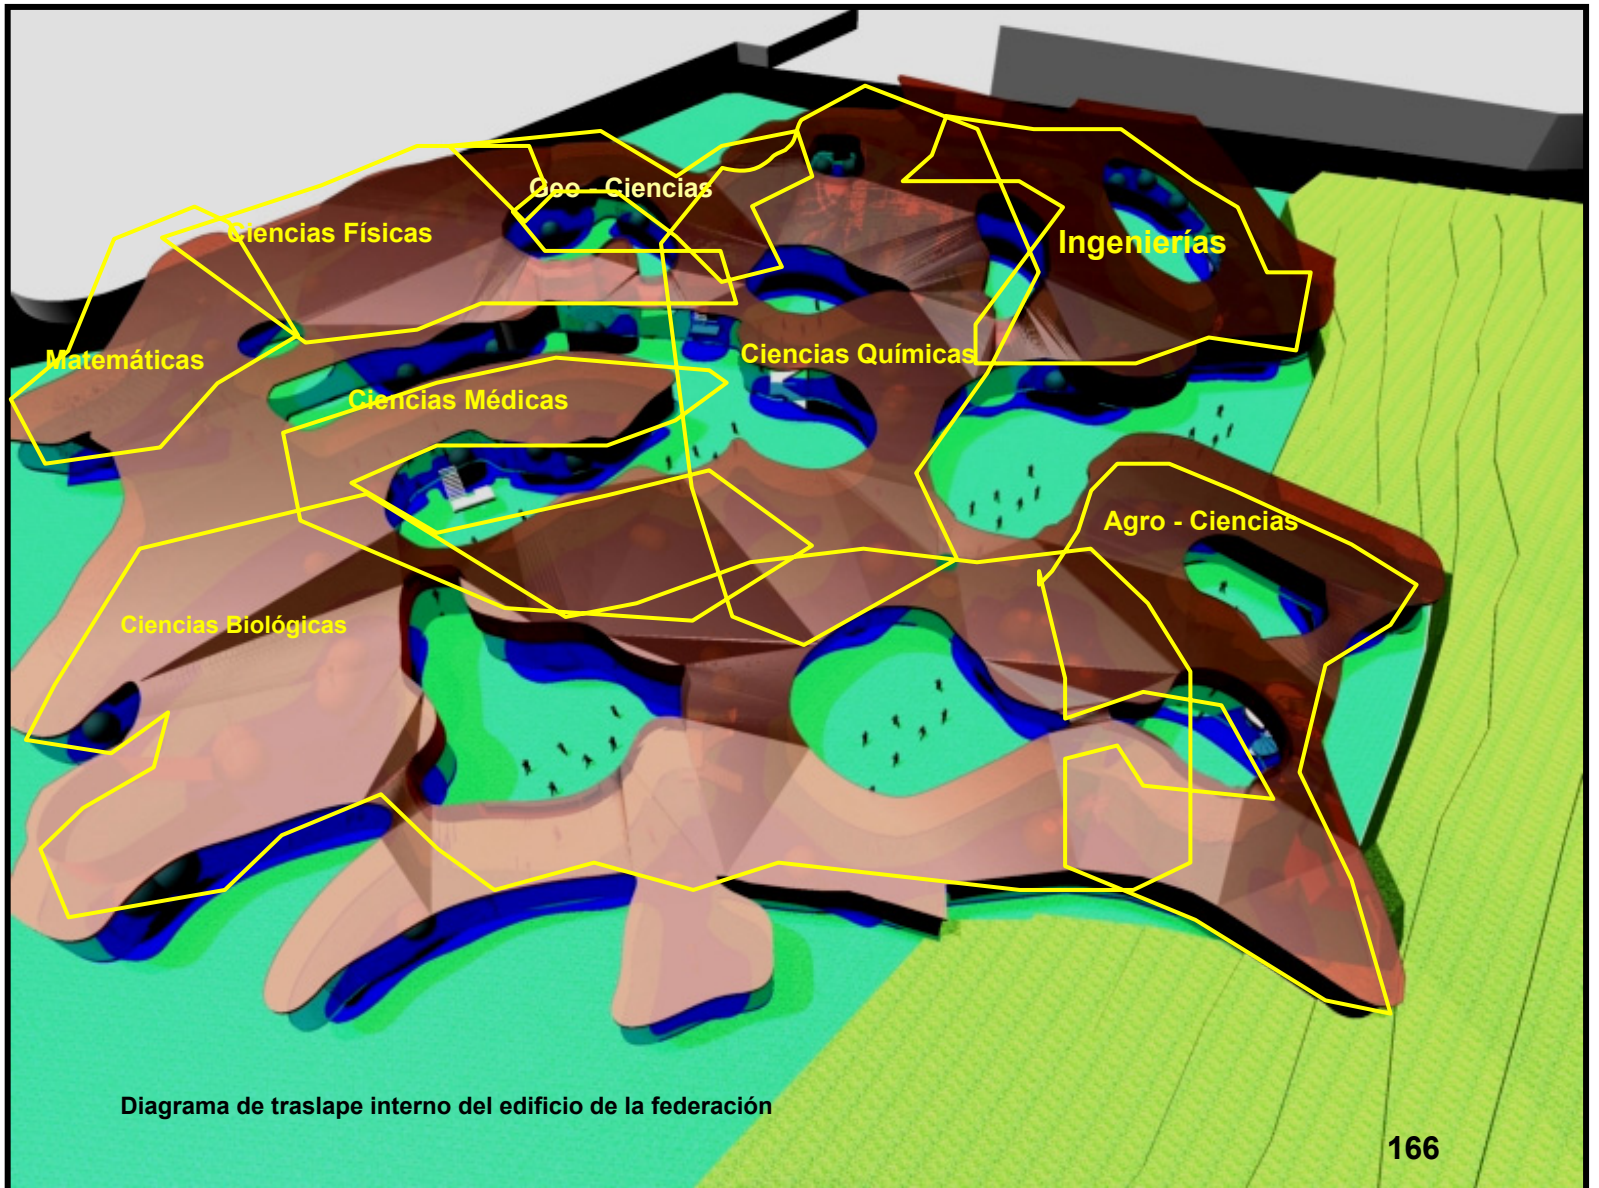 Geo - Ciencias
Ciencias Físicas
Ingenierías
Matemáticas
Ciencias Químicas
Ciencias Médicas
Agro - Ciencias
Ciencias Biológicas
Diagrama de traslape interno del edificio de la federación
166